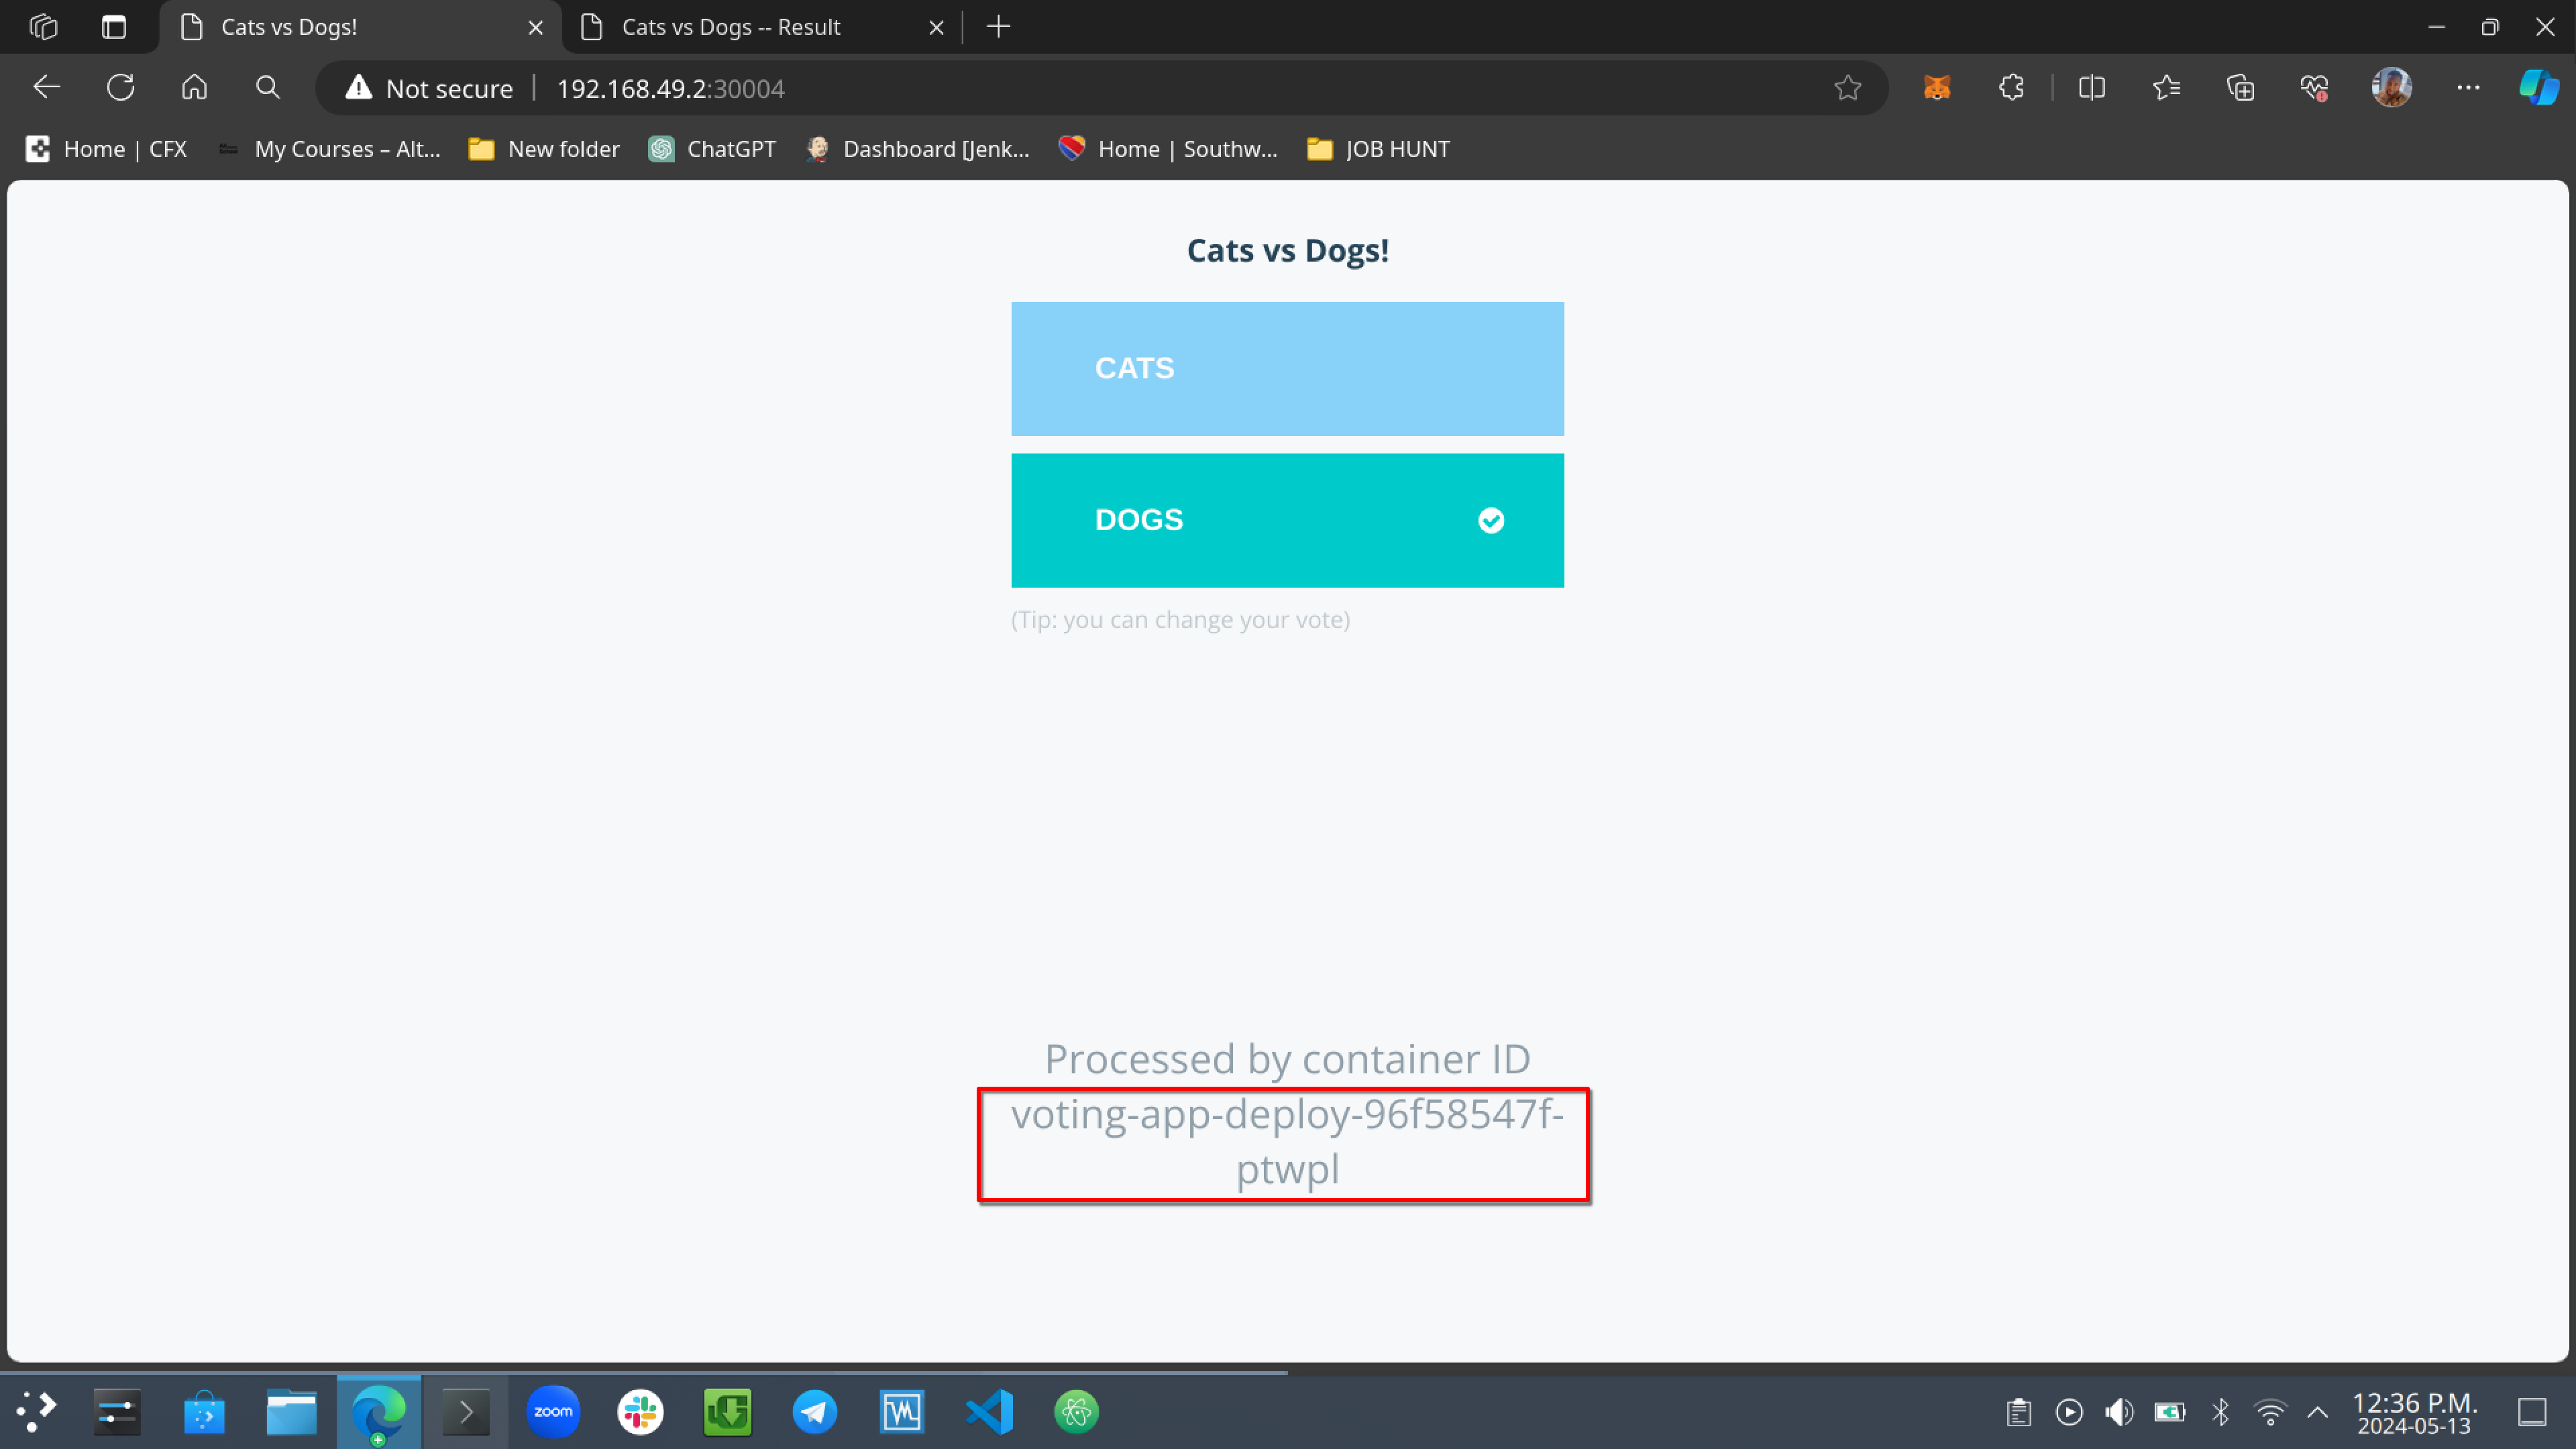 Cats vs Dogs!
Cats vs Dogs -- Result
Not secure
192.168.49.2:30004
Home | CFX
My Courses – Alt...
New folder
ChatGPT
Dashboard [Jenk...
Home | Southw...
JOB HUNT
Cats vs Dogs!
CATS
DOGS
(Tip: you can change your vote)
Processed by container ID
voting-app-deploy-96f58547f-
ptwpl
zoom
12:36 P.M.
2024-05-13